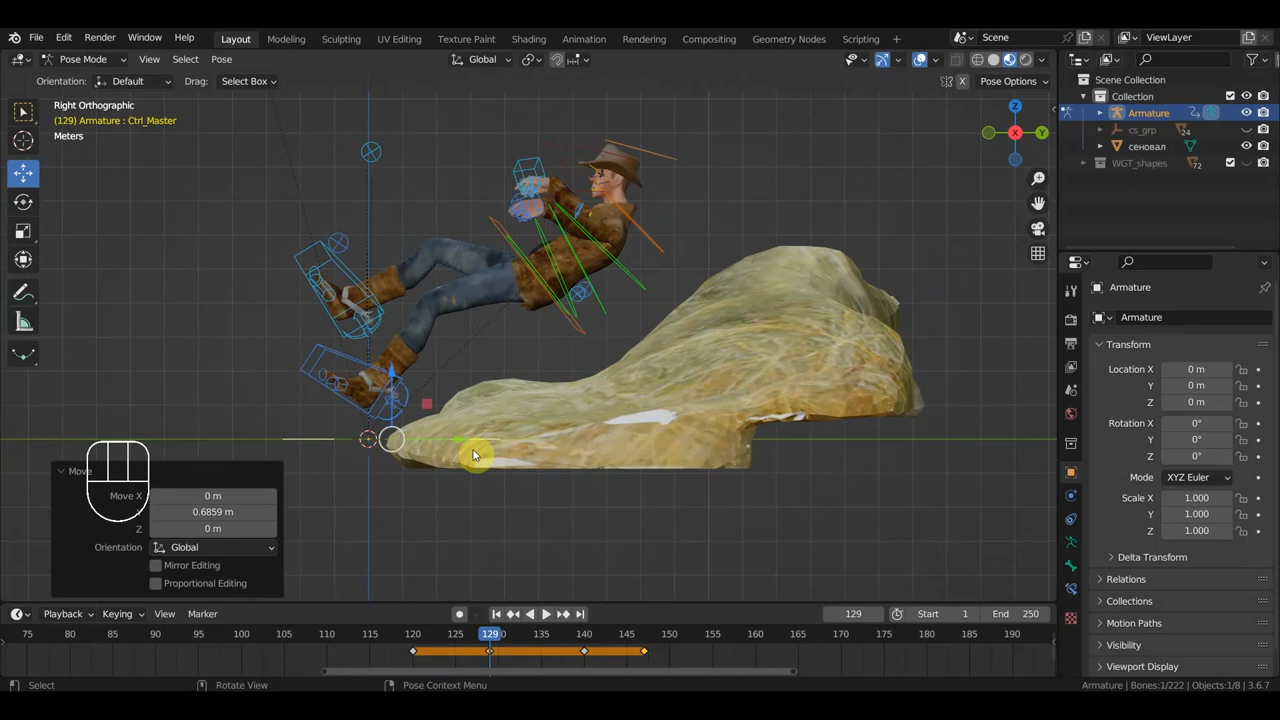 File Edit Render Window Help Layout Modeling Sculpting UV Editing Texture Paint Shading Animation Rendering Compositing Geometry Nodes Scripting + Scene ViewLayer
Pose Mode View Select Pose Global
Orientation: Default Drag: Select Box X Pose Options
Right Orthographic
(129) Armature : Ctrl_Master
Meters
Z
X
Y
Scene Collection
Collection
Armature
cs_grp 24
сеновал
WGT_shapes 72
Armature
Armature
Transform
Location X 0 m
Y 0 m
Z 0 m
Rotation X 0°
Y 0°
Z 0°
Mode XYZ Euler
Scale X 1.000
Y 1.000
Z 1.000
Delta Transform
Relations
Collections
Motion Paths
Visibility
Viewport Display
Move
Move X 0 m
0.6859 m
Z 0 m
Orientation Global
Mirror Editing
Proportional Editing
Playback Keying View Marker 129 Start 1 End 250
75 80 85 90 95 100 105 110 115 120 125 129 135 140 145 150 155 160 165 170 175 180 185 190
Select Rotate View Pose Context Menu Armature | Bones:1/222 | Objects:1/8 | 3.6.7